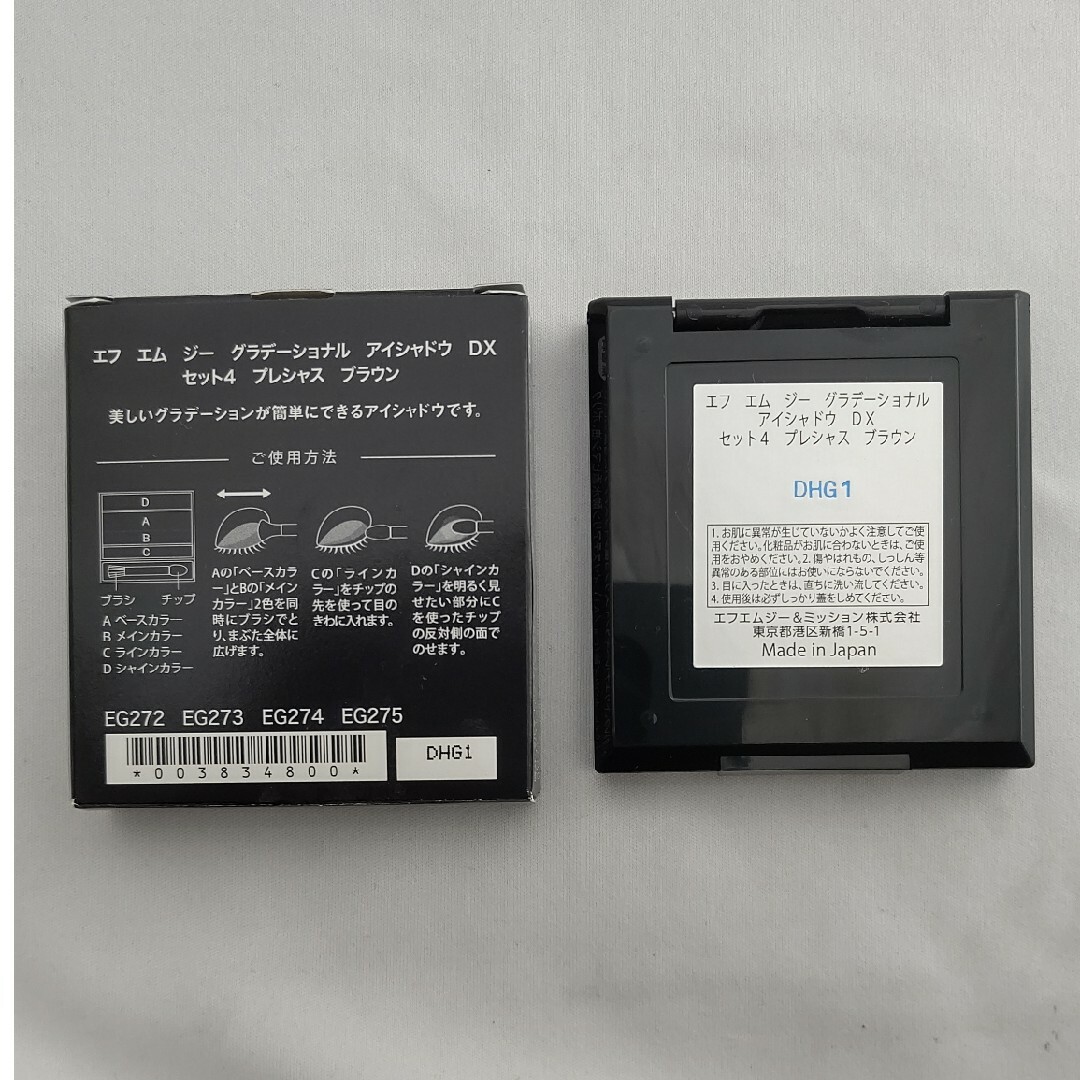 エフ エム ジー グラデーショナル アイシャドウ DX
セット4 プレシャス ブラウン
美しいグラデーションが簡単にできるアイシャドウです。
ご使用方法
D
A
B
C
ブラシ チップ
A ベースカラー
B メインカラー
C ラインカラー
D シャインカラー
Aの「ベースカラ
ー」とBの「メイン
カラー」2色を同
時にブラシでと
り、まぶた全体に
広げます。
Cの「ラインカ
ラー」をチップの
先を使って目の
きわに入れます。
Dの「シャインカ
ラー」を明るく見
せたい部分にC
を使ったチップ
の反対側の面で
のせます。
EG272 EG273 EG274 EG275
*003834800*
DHG1
エフ エム ジー グラデーショナル
アイシャドウ DX
セット4 プレシャス ブラウン
DHG1
1. お肌に異常が生じていないかよく注意してご使
用ください。化粧品がお肌に合わないときは、ご使
用をおやめください。2. 傷やはれもの、しっしん等
異常のある部位にはお使いにならないでください。
3. 目に入ったときは、直ちに洗い流してください。
4. 使用後は必ずしっかり蓋をしめてください。
エフエムジー&ミッション株式会社
東京都港区新橋1-5-1
Made in Japan